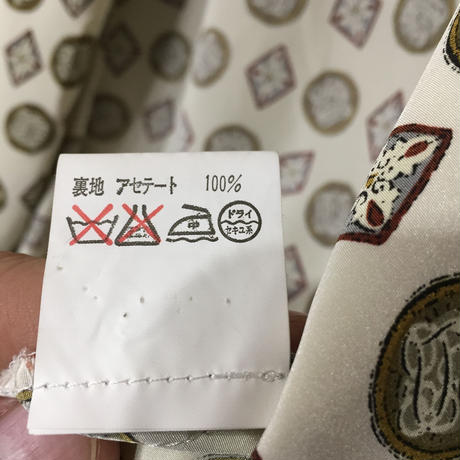 裏地 アセテート 100%
中 ドライ
セキユ系